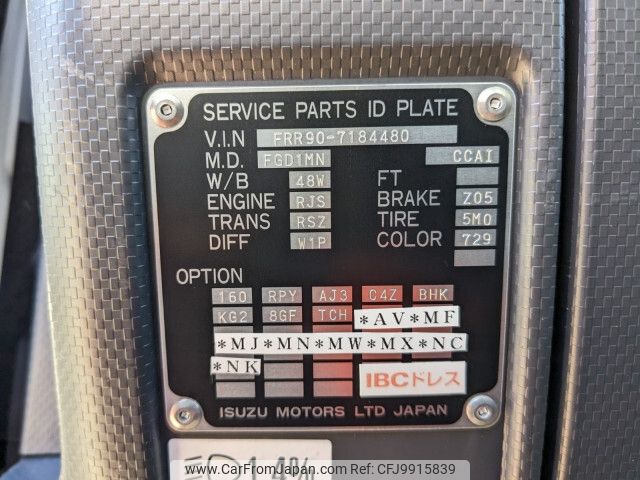 SERVICE PARTS ID PLATE
V.I.N FRR90-7184480
M.D. FGD1MN CCAI
W/B 48W FT
ENGINE RJS BRAKE Z05
TRANS RSZ TIRE 5M0
DIFF W1P COLOR 729
OPTION
160 RPY AJ3 C4Z BHK
KG2 8GF TCH *AV*MF
*MJ*MN*MW*MX*NC
*NK
IBCドレス
ISUZU MOTORS LTD JAPAN
www.CarFromJapan.com ID:CFJ9915839